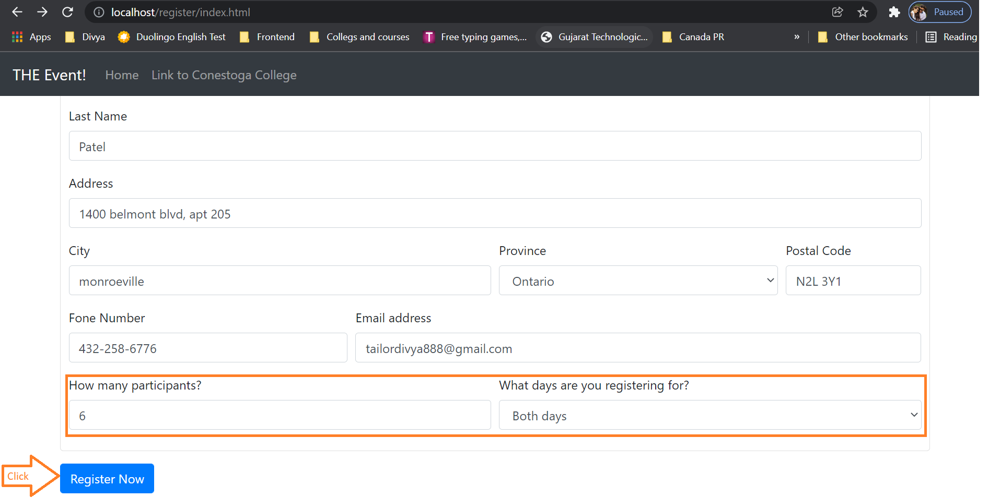 localhost/register/index.html
Paused
Apps Divya Duolingo English Test Frontend Collegs and courses Free typing games,... Gujarat Technologic... Canada PR » Other bookmarks Reading
THE Event! Home Link to Conestoga College
Last Name
Patel
Address
1400 belmont blvd, apt 205
City Province Postal Code
monroeville Ontario N2L 3Y1
Fone Number Email address
432-258-6776 tailordivya888@gmail.com
How many participants? What days are you registering for?
6 Both days
Click Register Now